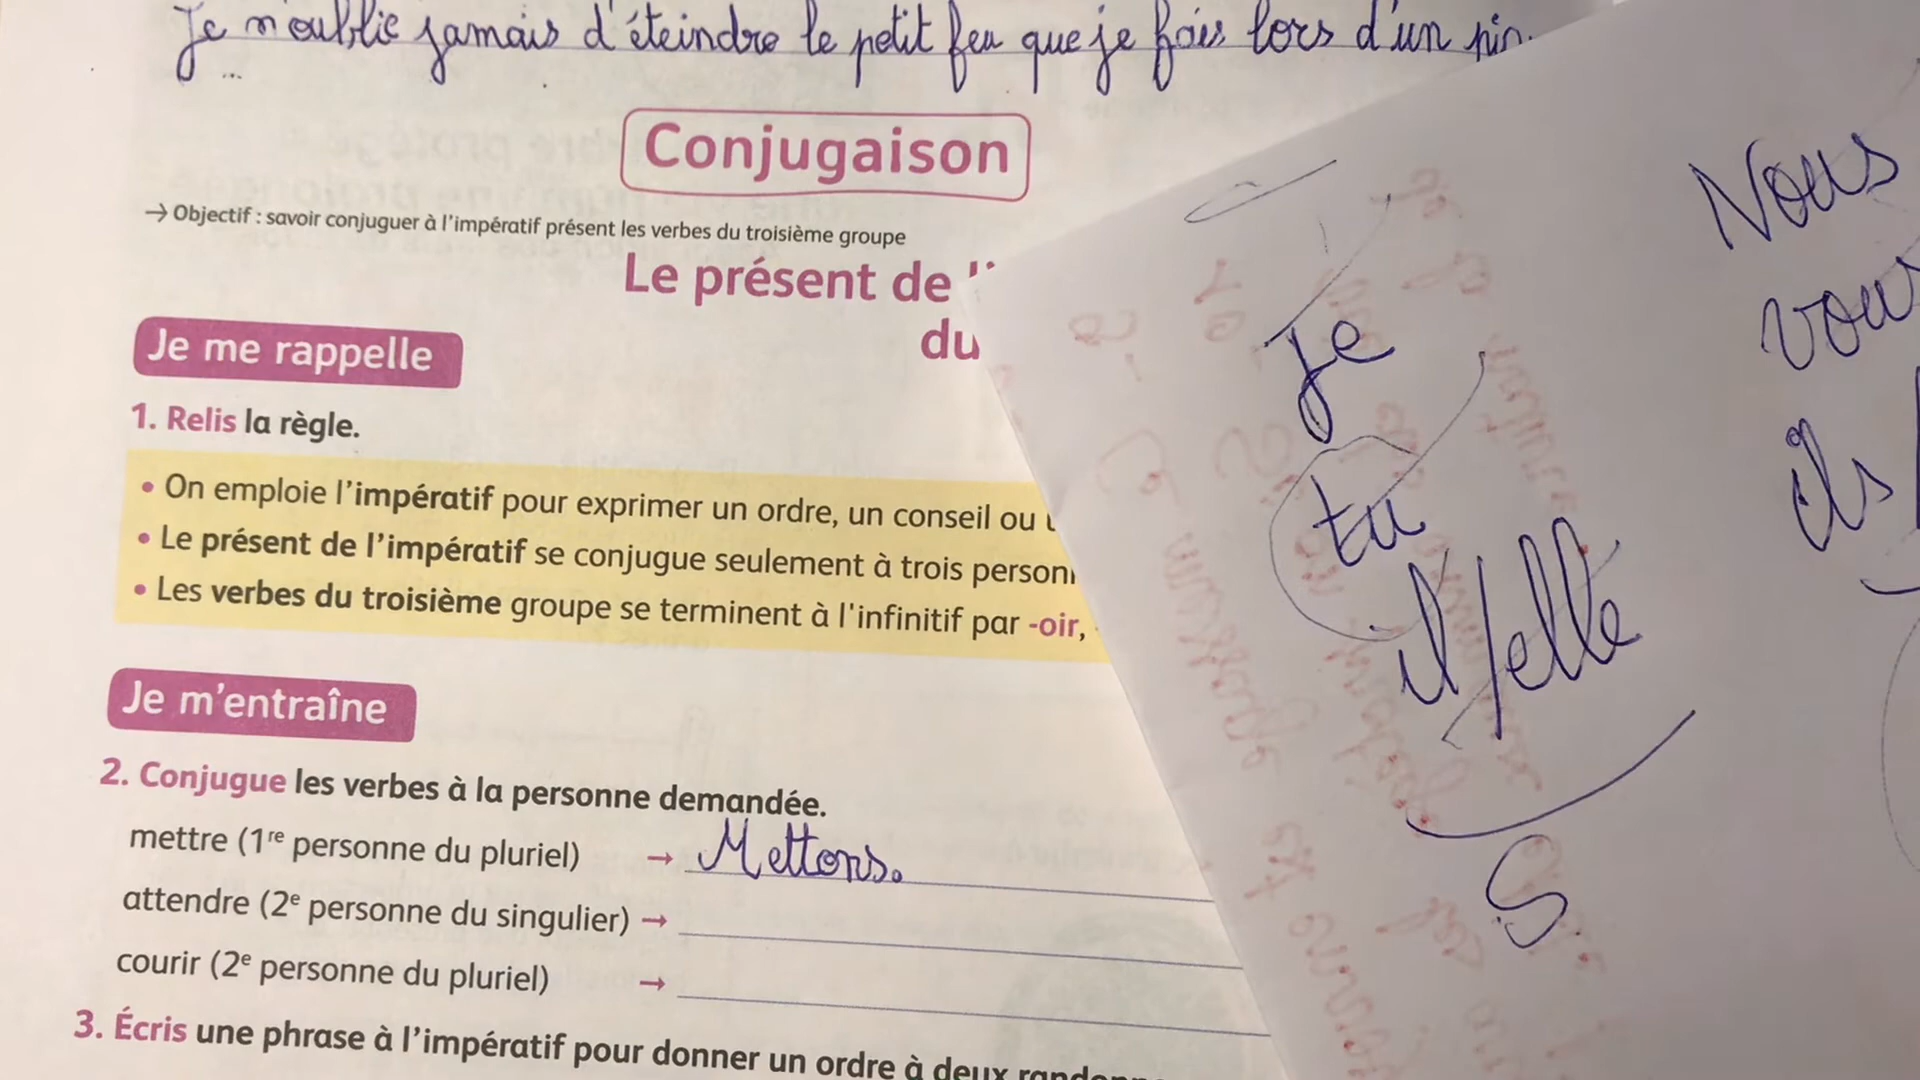 Je n'oublie jamais d'éteindre le petit feu que je fais lors d'un
...
Conjugaison
→ Objectif : savoir conjuguer à l'impératif présent les verbes du troisième groupe
Le présent de l'
du
Je me rappelle
1. Relis la règle.
• On emploie l'impératif pour exprimer un ordre, un conseil ou
• Le présent de l'impératif se conjugue seulement à trois
• Les verbes du troisième groupe se terminent à l'infinitif par -oir,
Je m'entraîne
2. Conjugue les verbes à la personne demandée.
mettre (1re personne du pluriel) → Mettons.
attendre (2e personne du singulier) →
courir (2e personne du pluriel) →
3. Écris une phrase à l'impératif pour donner un ordre à deux
Je
tu
il/elle
S
Nous
vous
ils/